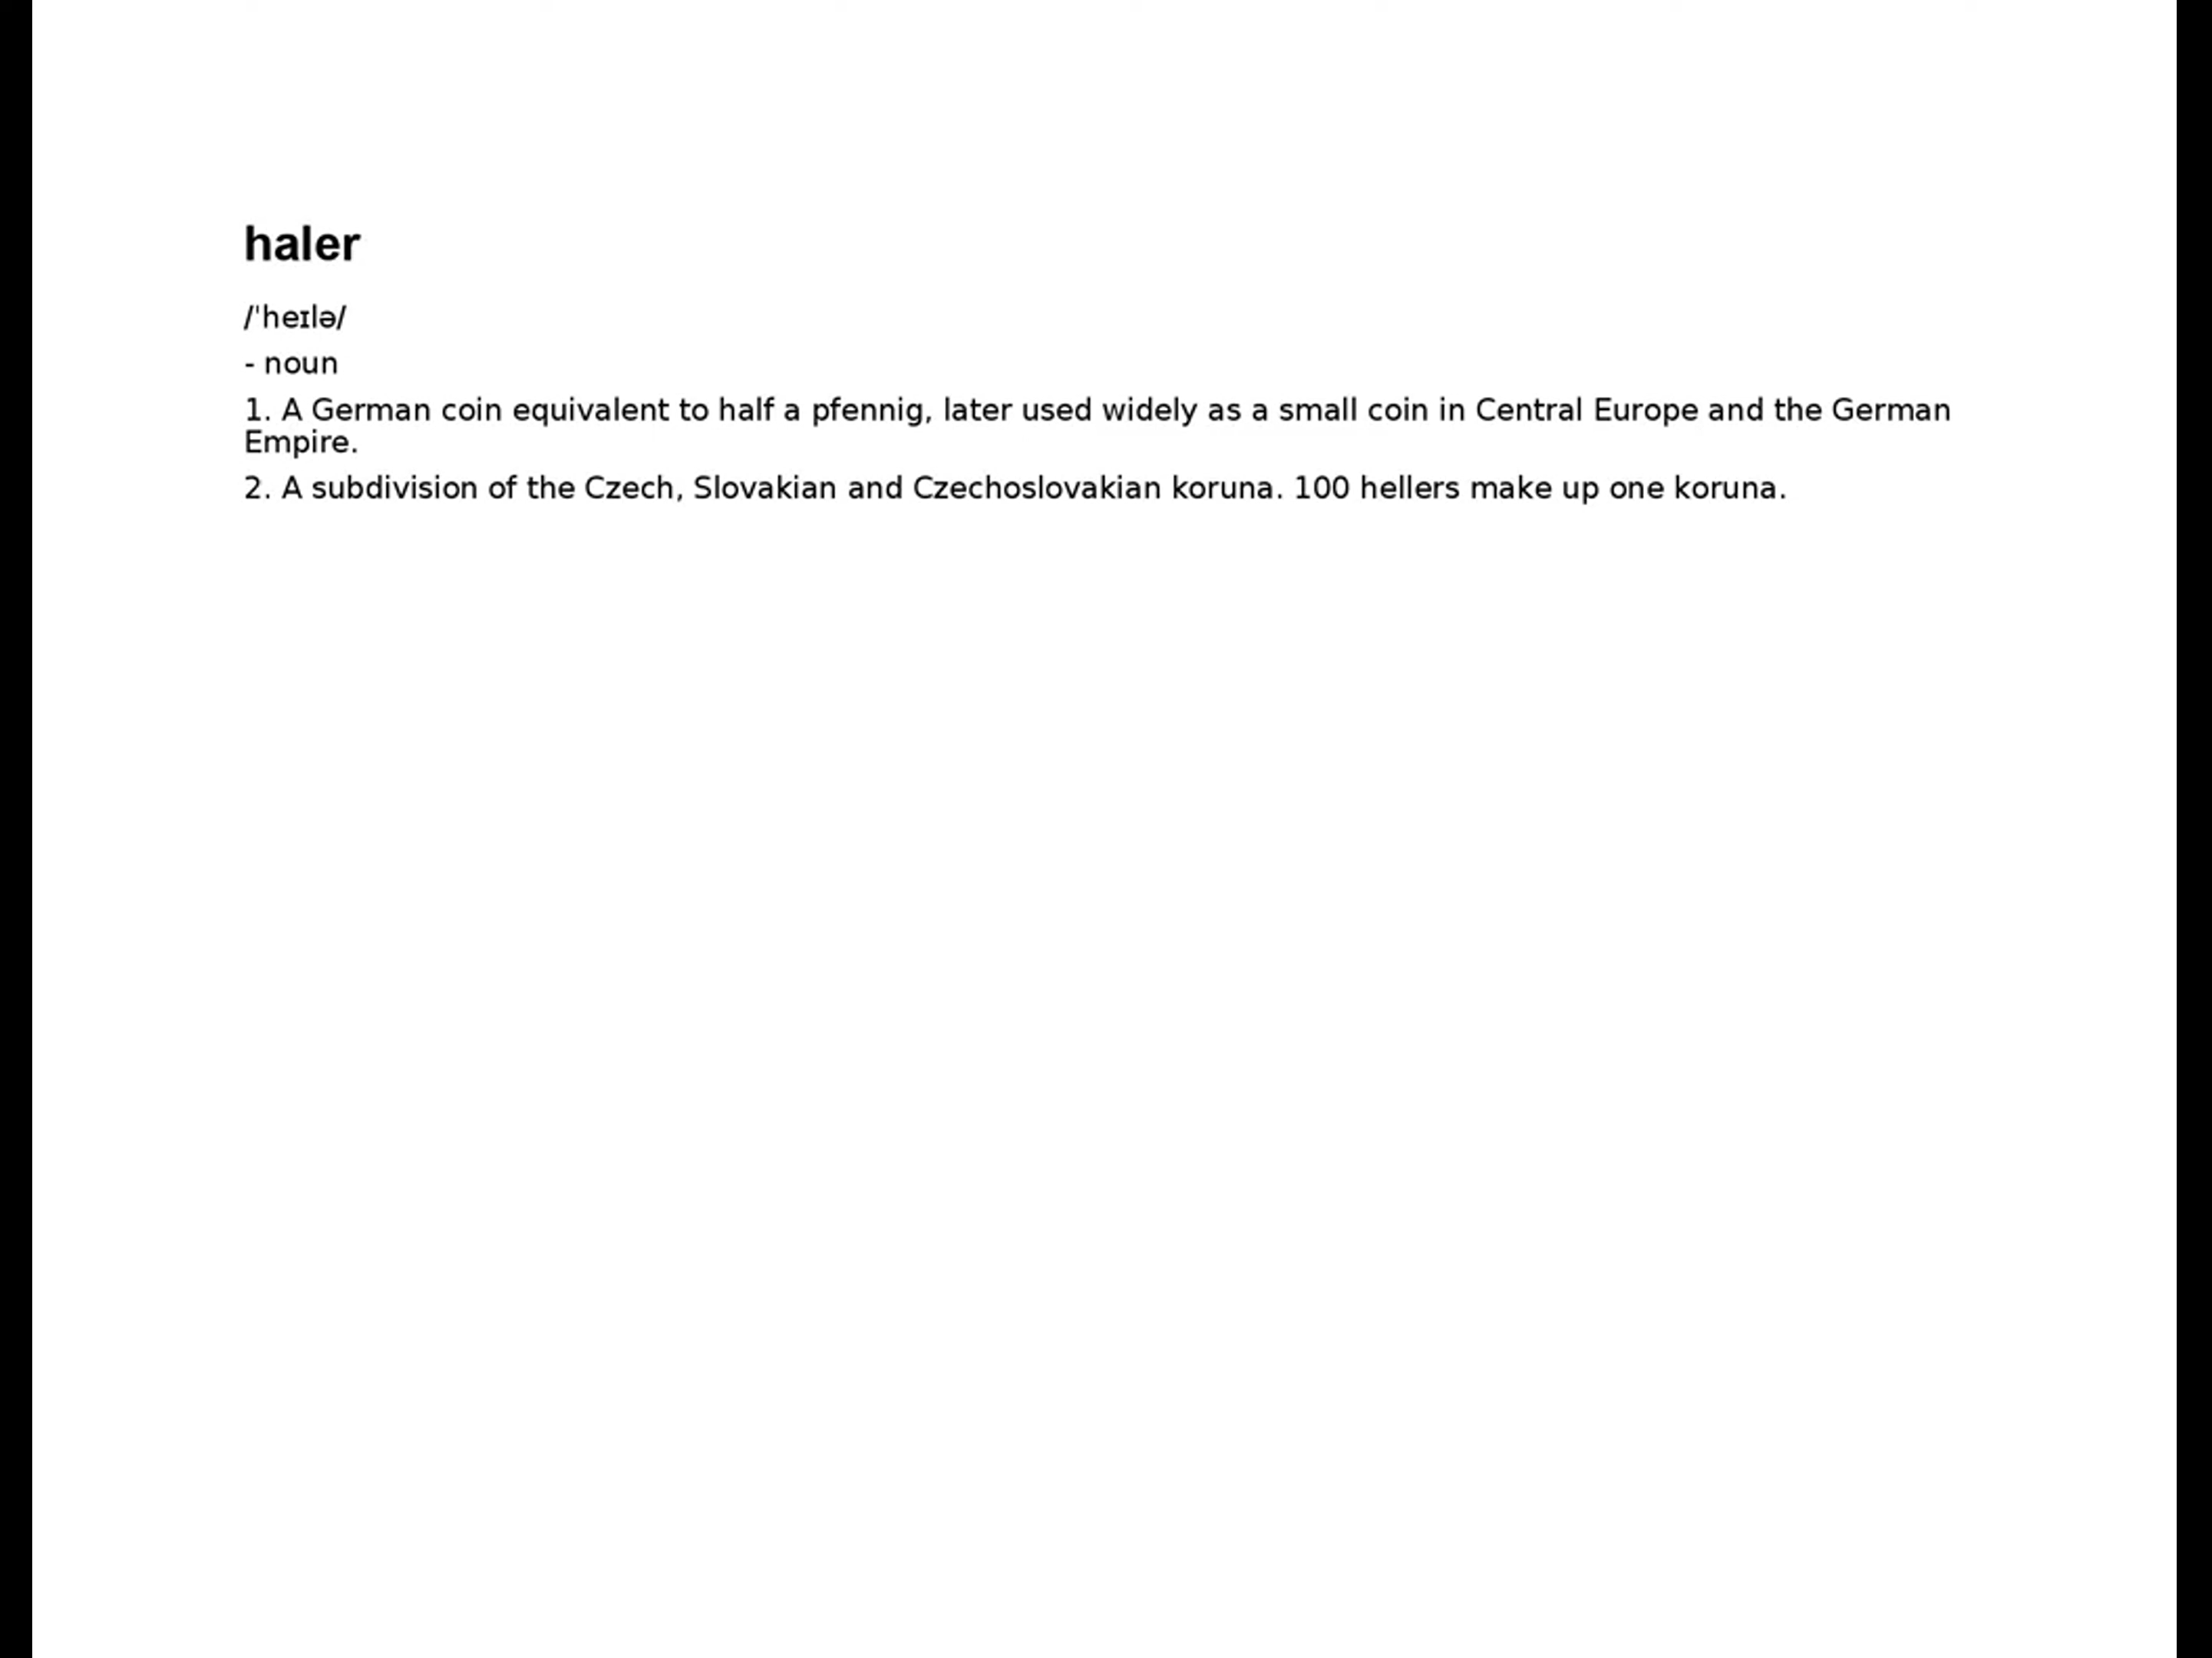 haler
/ˈheɪlə/
- noun
1. A German coin equivalent to half a pfennig, later used widely as a small coin in Central Europe and the German
Empire.
2. A subdivision of the Czech, Slovakian and Czechoslovakian koruna. 100 hellers make up one koruna.